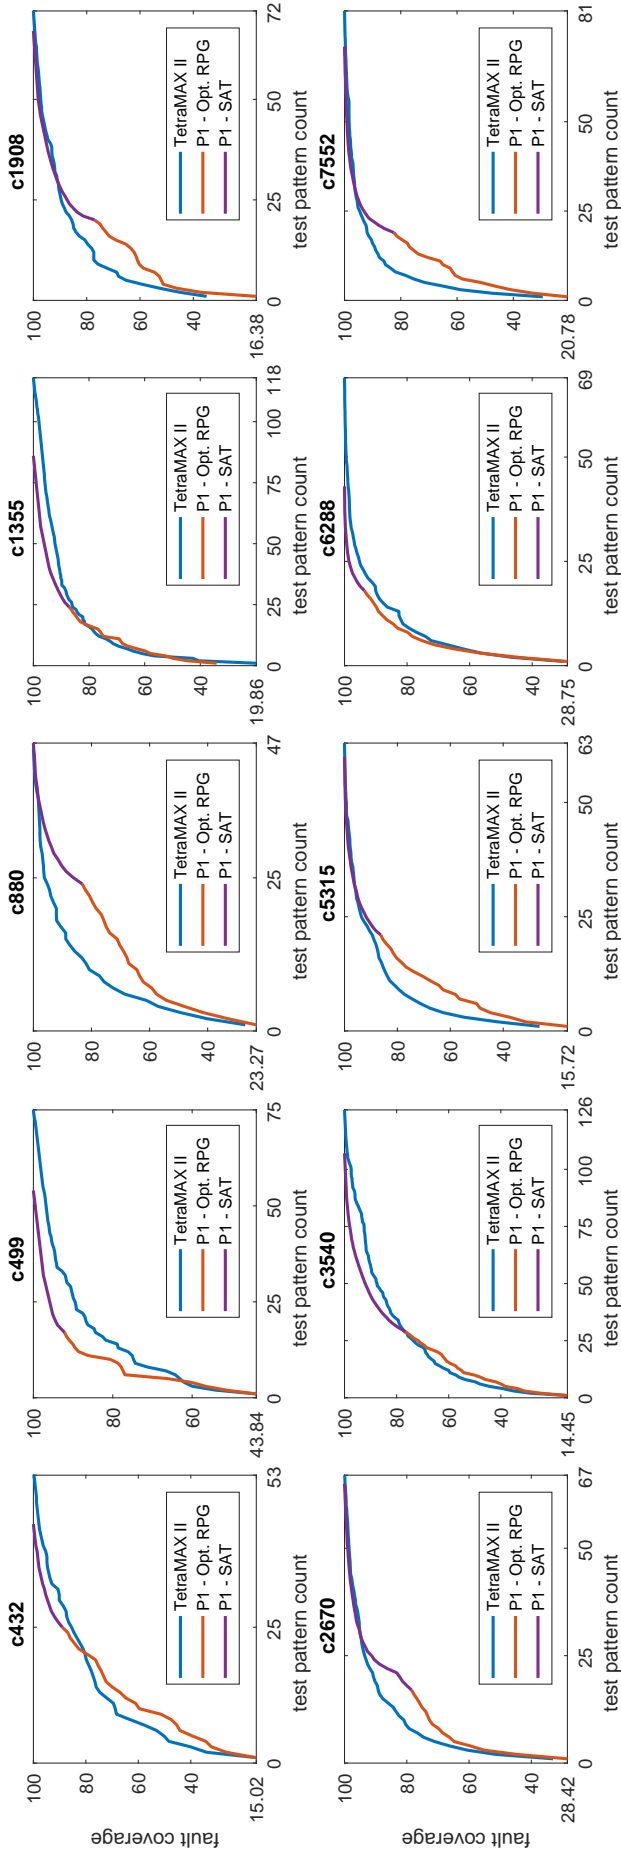 c432
fault coverage
100
80
60
40
15.02
0
25
53
test pattern count
TetraMAX II
P1 - Opt. RPG
P1 - SAT
c499
100
80
60
43.84
0
25
50
75
test pattern count
TetraMAX II
P1 - Opt. RPG
P1 - SAT
c880
100
80
60
40
23.27
0
25
47
test pattern count
TetraMAX II
P1 - Opt. RPG
P1 - SAT
c1355
100
80
60
40
19.86
0
25
50
75
100
118
test pattern count
TetraMAX II
P1 - Opt. RPG
P1 - SAT
c1908
100
80
60
40
16.38
0
25
50
72
test pattern count
TetraMAX II
P1 - Opt. RPG
P1 - SAT
c2670
fault coverage
100
80
60
40
28.42
0
25
50
67
test pattern count
TetraMAX II
P1 - Opt. RPG
P1 - SAT
c3540
100
80
60
40
14.45
0
25
50
75
100
126
test pattern count
TetraMAX II
P1 - Opt. RPG
P1 - SAT
c5315
100
80
60
40
15.72
0
25
50
63
test pattern count
TetraMAX II
P1 - Opt. RPG
P1 - SAT
c6288
100
80
60
40
28.75
0
25
50
69
test pattern count
TetraMAX II
P1 - Opt. RPG
P1 - SAT
c7552
100
80
60
40
20.78
0
25
50
81
test pattern count
TetraMAX II
P1 - Opt. RPG
P1 - SAT